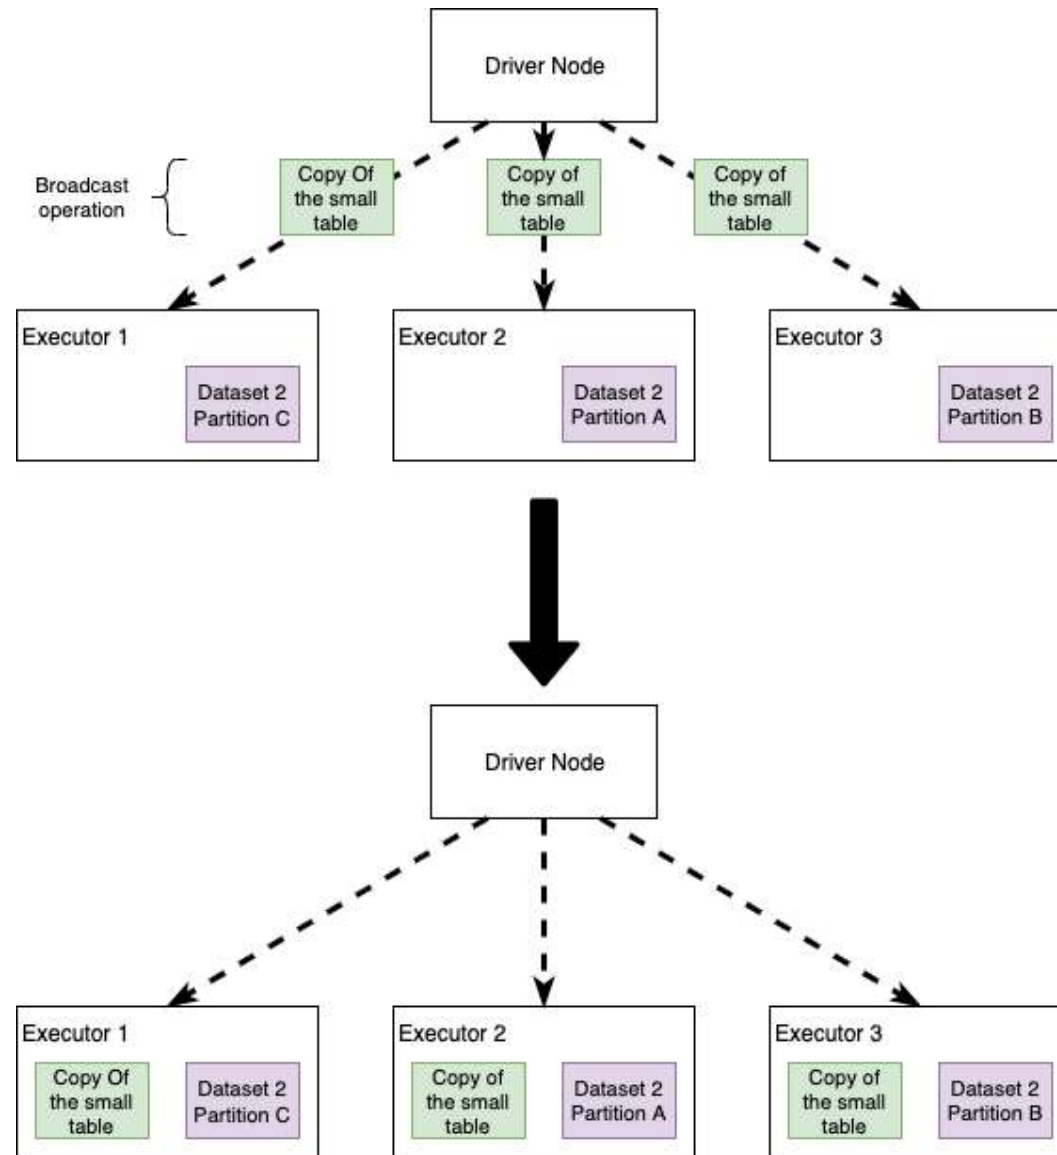 Driver Node
Broadcast
operation
Copy Of
the small
table
Copy of
the small
table
Copy of
the small
table
Executor 1
Dataset 2
Partition C
Executor 2
Dataset 2
Partition A
Executor 3
Dataset 2
Partition B
Driver Node
Executor 1
Copy Of
the small
table
Dataset 2
Partition C
Executor 2
Copy of
the small
table
Dataset 2
Partition A
Executor 3
Copy of
the small
table
Dataset 2
Partition B